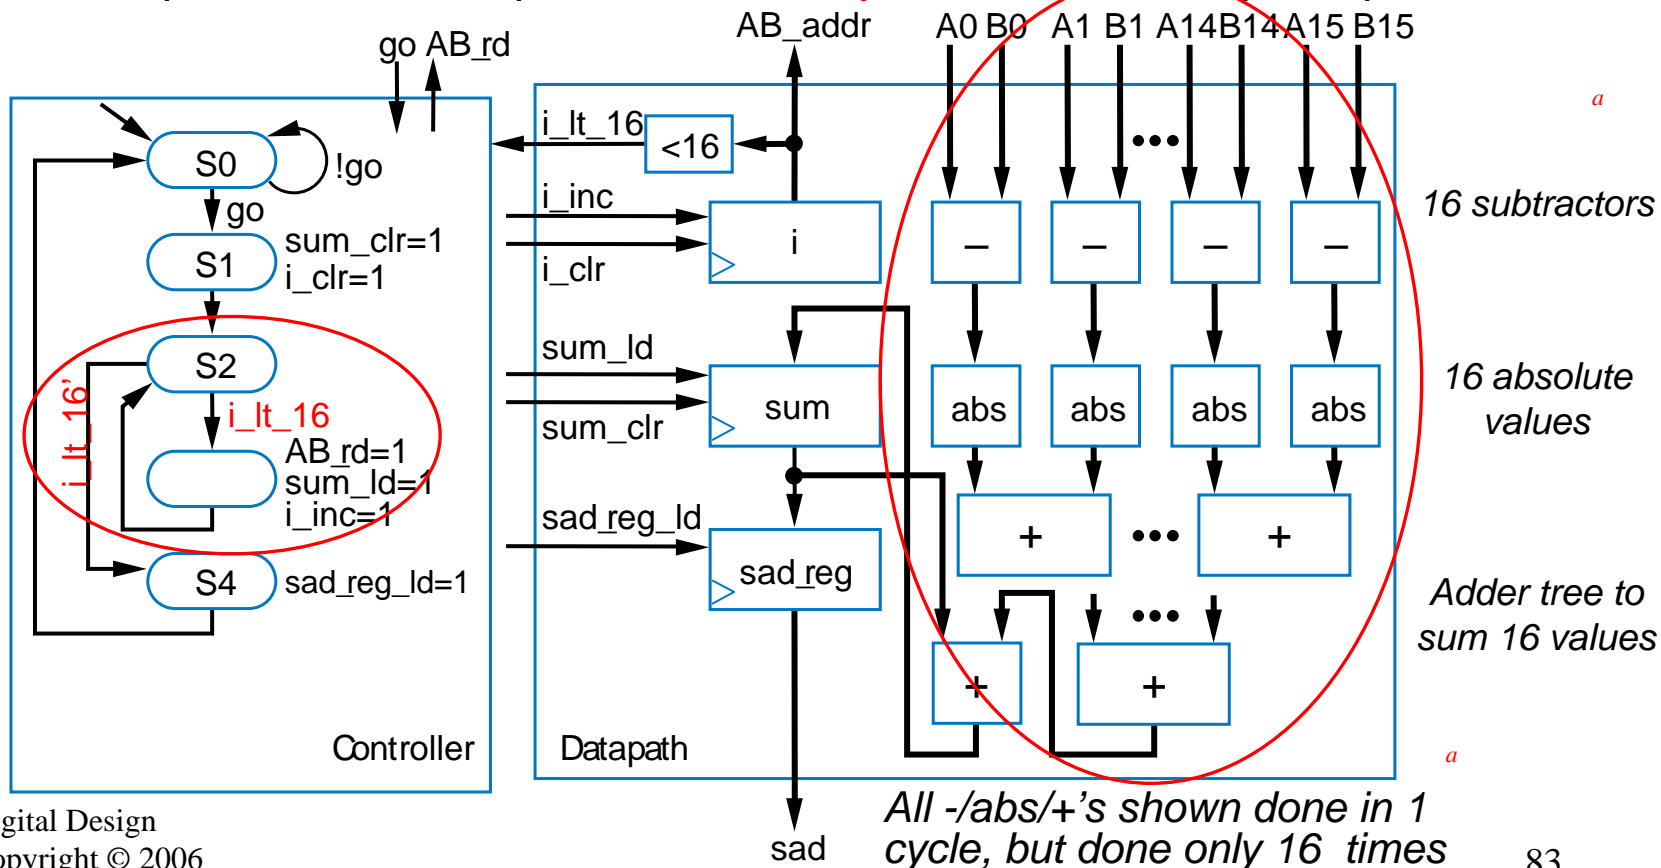 AB_addr
A0 B0 A1 B1 A14 B14 A15 B15
go AB_rd
a
i_lt_16
<16
S0
!go
16 subtractors
i_inc
go
sum_clr=1
S1
i
– – – –
i_clr=1
i_clr
sum_ld
S2
16 absolute
values
i_lt_16'
i_lt_16
sum
abs abs abs abs
sum_clr
AB_rd=1
sum_ld=1
i_inc=1
sad_reg_ld
+ +
S4
sad_reg_ld=1
sad_reg
Adder tree to
sum 16 values
+ +
Controller
Datapath
a
All -/abs/+'s shown done in 1
cycle, but done only 16 times
sad
gital Design
opyright © 2006
83